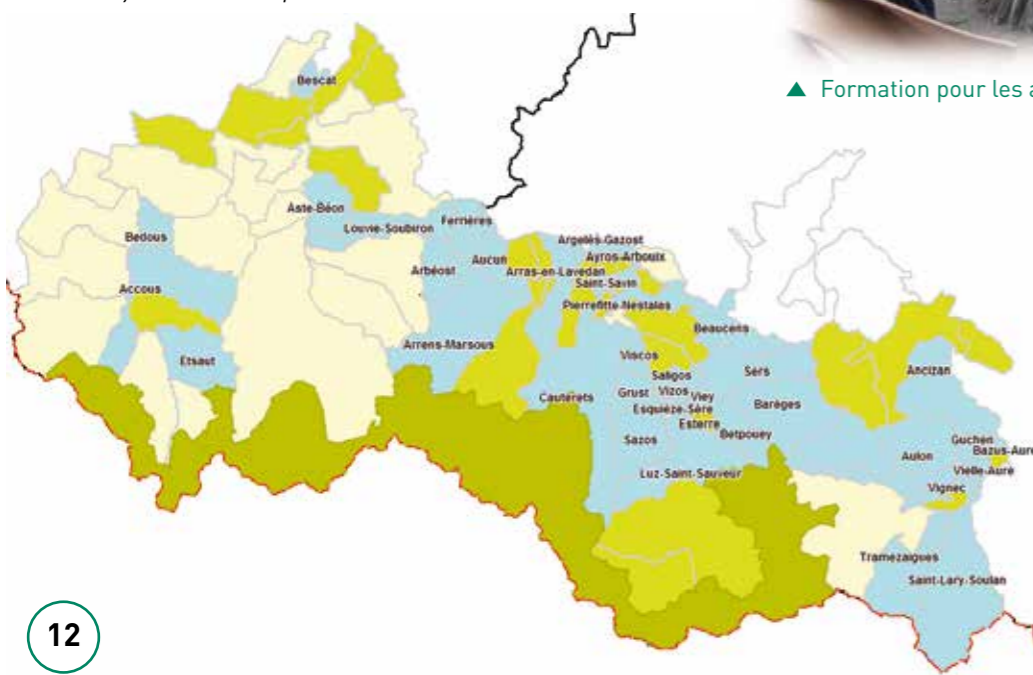 ▲ Formation pour les a
Bescat
Aste-Béon
Louvie-Soubiron
Ferrières
Bedous
Argelès-Gazost
Aucun
Ayros-Arbouix
Arbéost
Arras-en-Lavedan
Saint-Savin
Accous
Pierrefitte-Nestalas
Beaucens
Arrens-Marsous
Etsaut
Viscos
Saligos
Sers
Ancizan
Cauterets
Grust
Vizos
Viey
Esquièze-Sère
Barèges
Esterre
Betpouey
Sazos
Guchen
Bazus-Aure
Aulon
Vielle-Aure
Luz-Saint-Sauveur
Vignec
Tramezaïgues
Saint-Lary-Soulan
12